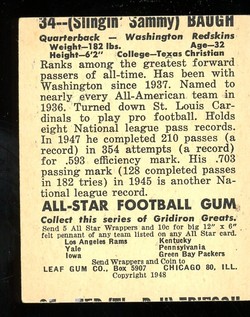 34—(Slingin' Sammy) BAUGH
Quarterback — Washington Redskins
Weight—182 lbs. Age—32
Height—6'2" College—Texas Christian
Ranks among the greatest forward
passers of all-time. Has been with
Washington since 1937. Named to
nearly every All-American team in
1936. Turned down St. Louis Car-
dinals to play pro football. Holds
eight National league pass records.
In 1947 he completed 210 passes (a
record) in 354 attempts (a record)
for .593 efficiency mark. His .703
passing mark (128 completed passes
in 182 tries) in 1945 is another Na-
tional league record.
ALL-STAR FOOTBALL GUM
Collect this series of Gridiron Greats.
Send 5 All Star Wrappers and 10c for big 12" x 6"
felt pennant of any team listed on any All Star card.
Los Angeles Rams Kentucky
Yale Pennsylvania
Iowa Green Bay Packers
Send Wrappers and Coin to
LEAF GUM CO., Box 5907 CHICAGO 80, ILL.
Copyright 1948